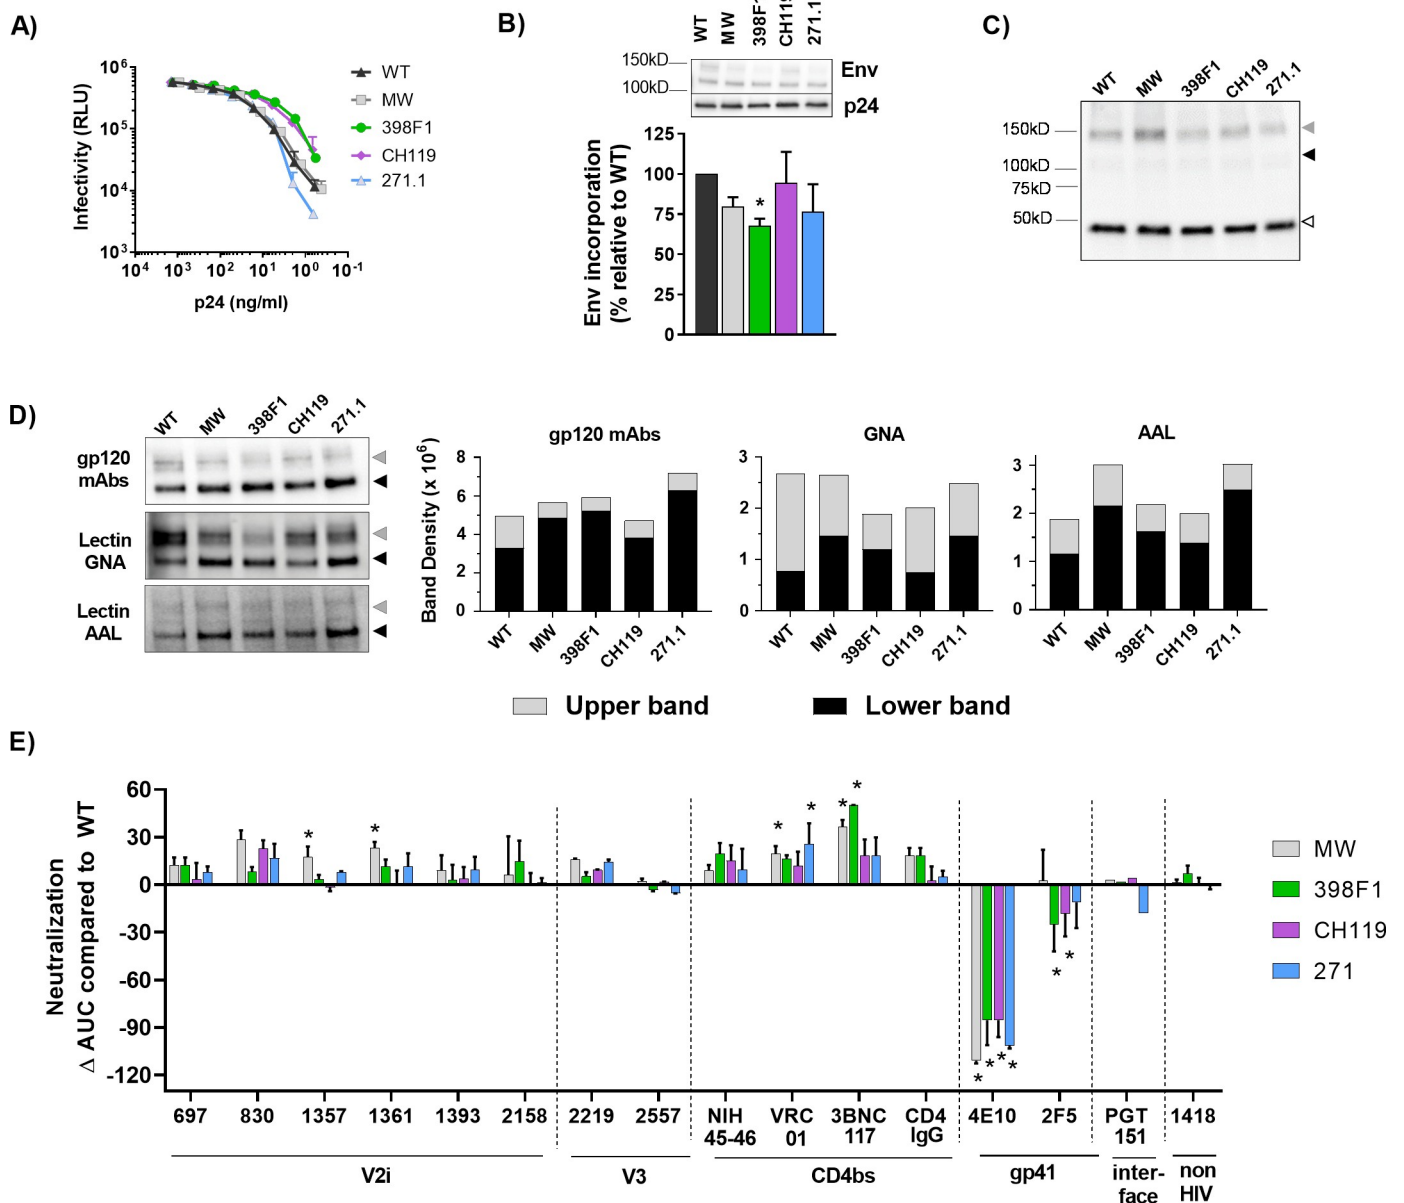 A)
Infectivity (RLU)
10⁶
10⁵
10⁴
10³
10⁴ 10³ 10² 10¹ 10⁰ 10⁻¹
p24 (ng/ml)
WT
MW
398F1
CH119
271.1
B)
WT MW 398F1 CH119 271.1
150kD
100kD
Env
p24
Env incorporation
(% relative to WT)
125
100
75
50
25
0
*
C)
WT MW 398F1 CH119 271.1
150kD
100kD
75kD
50kD
D)
WT MW 398F1 CH119 271.1
gp120
mAbs
Lectin
GNA
Lectin
AAL
gp120 mAbs
Band Density (x 10⁶)
8
6
4
2
0
WT MW 398F1 CH119 271.1
GNA
3
2
1
0
WT MW 398F1 CH119 271.1
AAL
3
2
1
0
WT MW 398F1 CH119 271.1
Upper band Lower band
E)
Neutralization
Δ AUC compared to WT
60
30
0
-30
-60
-90
-120
* * * * * *
* * * * * *
697 830 1357 1361 1393 2158 2219 2557 NIH 45-46 VRC 01 3BNC 117 CD4 IgG 4E10 2F5 PGT 151 1418
V2i V3 CD4bs gp41 inter-face non HIV
MW
398F1
CH119
271